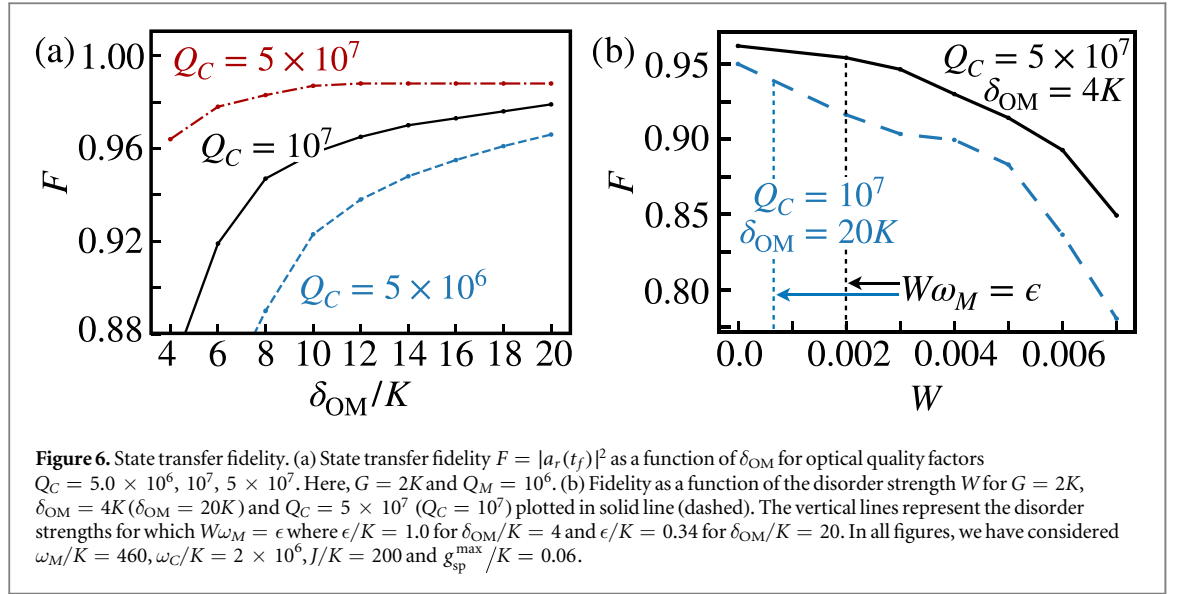 (a)
1.00
0.96
0.92
0.88
F
Q_C = 5 × 10^7
Q_C = 10^7
Q_C = 5 × 10^6
4 6 8 10 12 14 16 18 20
δ_OM/K
(b)
0.95
0.90
0.85
0.80
F
Q_C = 5 × 10^7
δ_OM = 4K
Q_C = 10^7
δ_OM = 20K
Wω_M = ϵ
0.0 0.002 0.004 0.006
W
Figure 6. State transfer fidelity. (a) State transfer fidelity F = |a_r(t_f)|^2 as a function of δ_OM for optical quality factors
Q_C = 5.0 × 10^6, 10^7, 5 × 10^7. Here, G = 2K and Q_M = 10^6. (b) Fidelity as a function of the disorder strength W for G = 2K,
δ_OM = 4K (δ_OM = 20K) and Q_C = 5 × 10^7 (Q_C = 10^7) plotted in solid line (dashed). The vertical lines represent the disorder
strengths for which Wω_M = ϵ where ϵ/K = 1.0 for δ_OM/K = 4 and ϵ/K = 0.34 for δ_OM/K = 20. In all figures, we have considered
ω_M/K = 460, ω_C/K = 2 × 10^6, J/K = 200 and g_sp^max/K = 0.06.